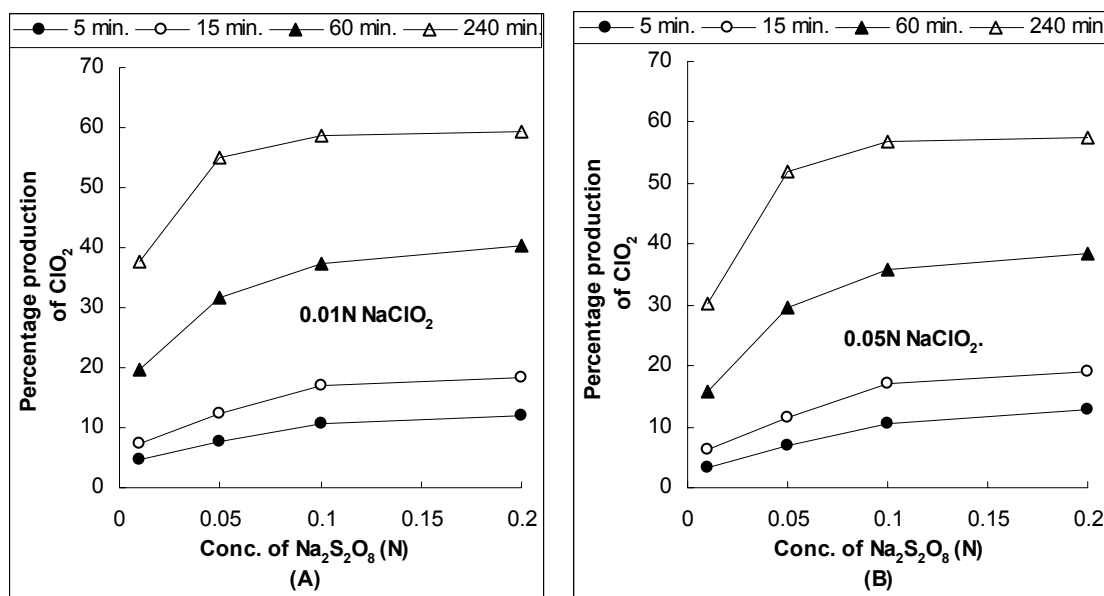 5 min. 15 min. 60 min. 240 min.
70
60
50
40
30
20
10
0
Percentage production
of ClO₂
0.01N NaClO₂
0 0.05 0.1 0.15 0.2
Conc. of Na₂S₂O₈ (N)
(A)
5 min. 15 min. 60 min. 240 min.
70
60
50
40
30
20
10
0
Percentage production
of ClO₂
0.05N NaClO₂.
0 0.05 0.1 0.15 0.2
Conc. of Na₂S₂O₈ (N)
(B)